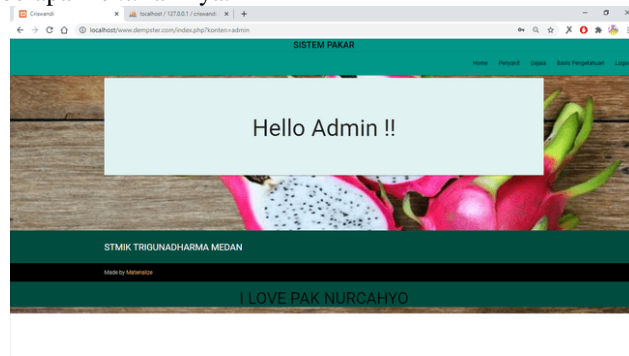 Criswandi
localhost / 127.0.0.1 / criswandi
localhost/www.dempster.com/index.php?konten=admin
SISTEM PAKAR
Home Penyakit Gejala Basis Pengetahuan Logout
Hello Admin !!
STMIK TRIGUNADHARMA MEDAN
Made by Materialize
I LOVE PAK NURCAHYO